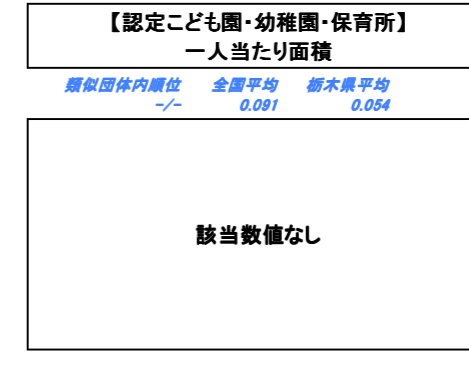 【認定こども園・幼稚園・保育所】
一人当たり面積
類似団体内順位 全国平均 栃木県平均
-/- 0.091 0.054
該当数値なし